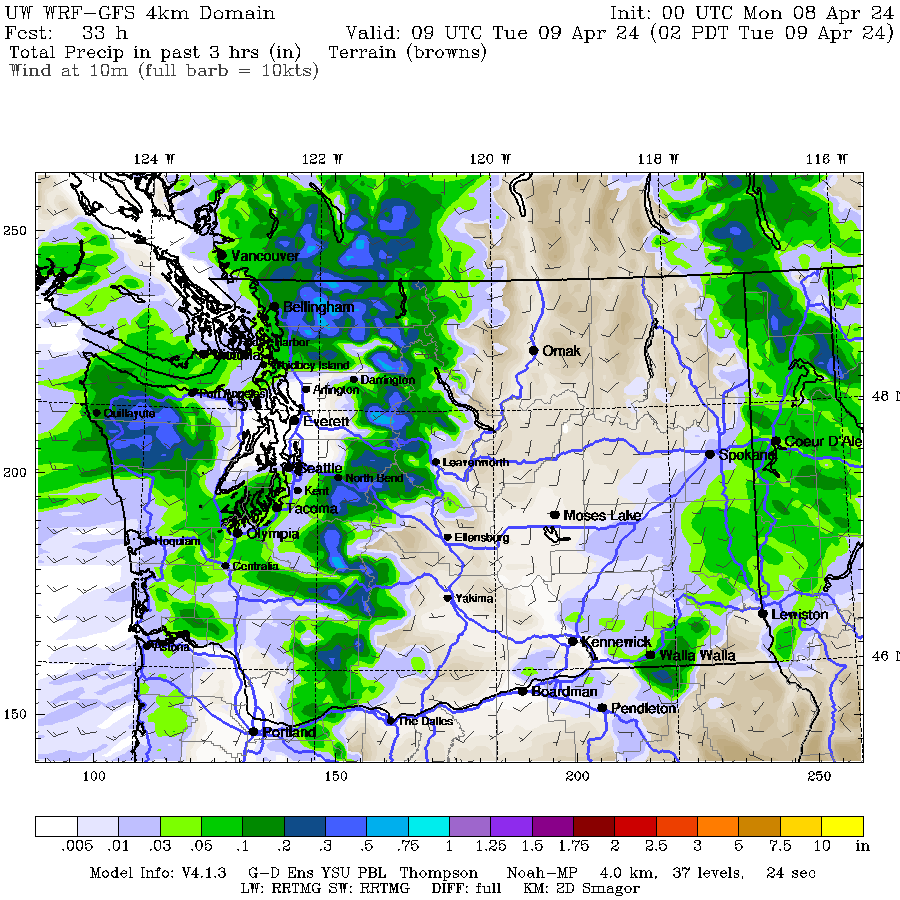 UW WRF-GFS 4km Domain Init: 00 UTC Mon 08 Apr 24
Fcst: 33 h Valid: 09 UTC Tue 09 Apr 24 (02 PDT Tue 09 Apr 24)
Total Precip in past 3 hrs (in) Terrain (browns)
Wind at 10m (full barb = 10kts)
124 W 122 W 120 W 118 W 116 W
250
Vancouver
Bellingham
Harbor
Victoria
Omak
Whidbey Island
Darrington
Port Angeles
Arlington
48 N
Quillayute
Everett
Coeur D'Ale
Spokane
Leavenworth
200
Seattle
North Bend
Kent
Tacoma
Moses Lake
Olympia
Hoquiam
Ellensburg
Centralia
Yakima
Lewiston
Astoria
Kennewick
Walla Walla
46 N
Boardman
Pendleton
150
The Dalles
Portland
100 150 200 250
.005 .01 .03 .05 .1 .2 .3 .5 .75 1 1.25 1.5 1.75 2 2.5 3 5 7.5 10 in
Model Info: V4.1.3 G-D Ens YSU PBL Thompson Noah-MP 4.0 km, 37 levels, 24 sec
LW: RRTMG SW: RRTMG DIFF: full KM: 2D Smagor